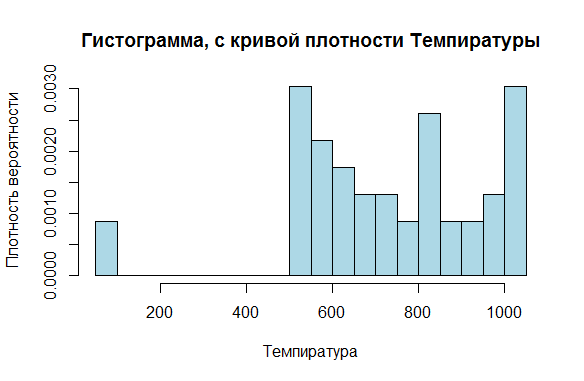 Гистограмма, с кривой плотности Темпиратуры
Плотность вероятности
0.0030
0.0020
0.0010
0.0000
200 400 600 800 1000
Темпиратура